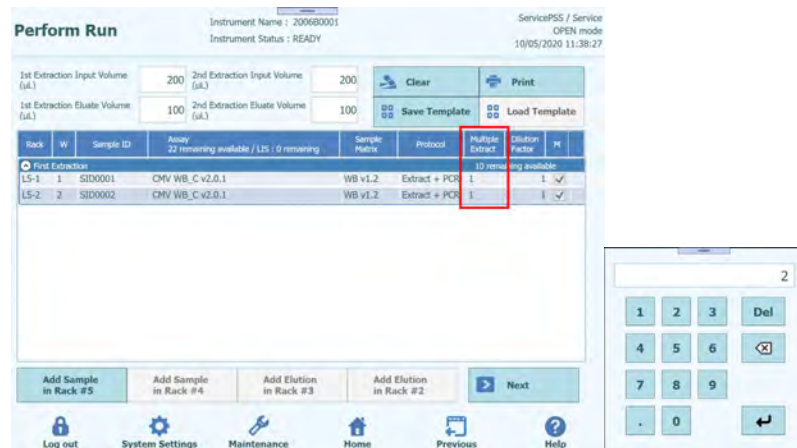 Perform Run
Instrument Name : 2006B0001
Instrument Status : READY
ServicePSS / Service
OPEN mode
10/05/2020 11:38:27
1st Extraction Input Volume (uL)
200
2nd Extraction Input Volume (uL)
200
Clear
Print
1st Extraction Eluate Volume (uL)
100
2nd Extraction Eluate Volume (uL)
100
Save Template
Load Template
Rack W Sample ID Assay 22 remaining available / LIS : 0 remaining Sample Matrix Protocol Multiple Extract Dilution Factor M
First Extraction 10 remaining available
LS-1 1 SID0001 CMV WB_C v2.0.1 WB v1.2 Extract + PCR 1 1
LS-2 2 SID0002 CMV WB_C v2.0.1 WB v1.2 Extract + PCR 1 1
Add Sample in Rack #5
Add Sample in Rack #4
Add Elution in Rack #3
Add Elution in Rack #2
Next
Log out System Settings Maintenance Home Previous Help
2
1 2 3 Del
4 5 6
7 8 9
. 0